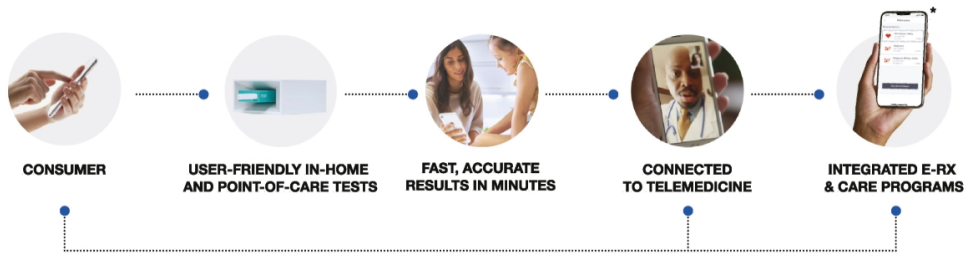 *
CONSUMER
USER-FRIENDLY IN-HOME
AND POINT-OF-CARE TESTS
FAST, ACCURATE
RESULTS IN MINUTES
CONNECTED
TO TELEMEDICINE
INTEGRATED E-RX
& CARE PROGRAMS